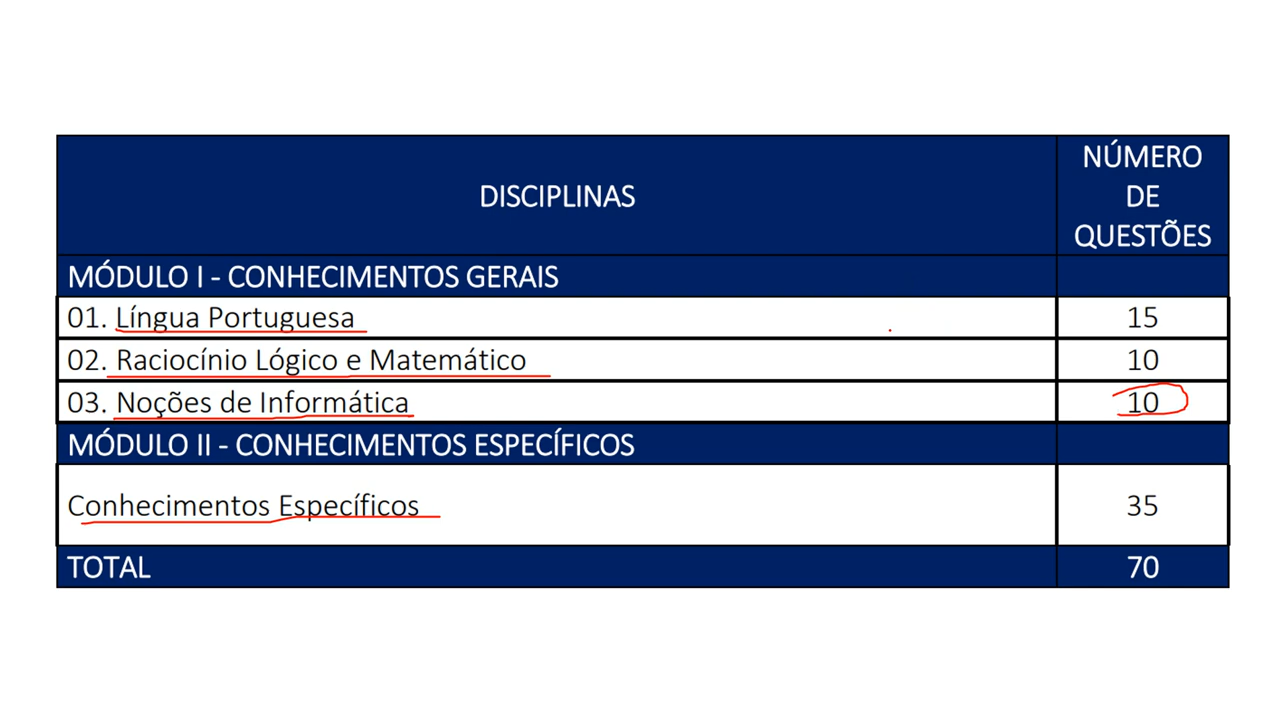 DISCIPLINAS
NÚMERO
DE
QUESTÕES
MÓDULO I - CONHECIMENTOS GERAIS
01. Língua Portuguesa 15
02. Raciocínio Lógico e Matemático 10
03. Noções de Informática 10
MÓDULO II - CONHECIMENTOS ESPECÍFICOS
Conhecimentos Específicos 35
TOTAL 70